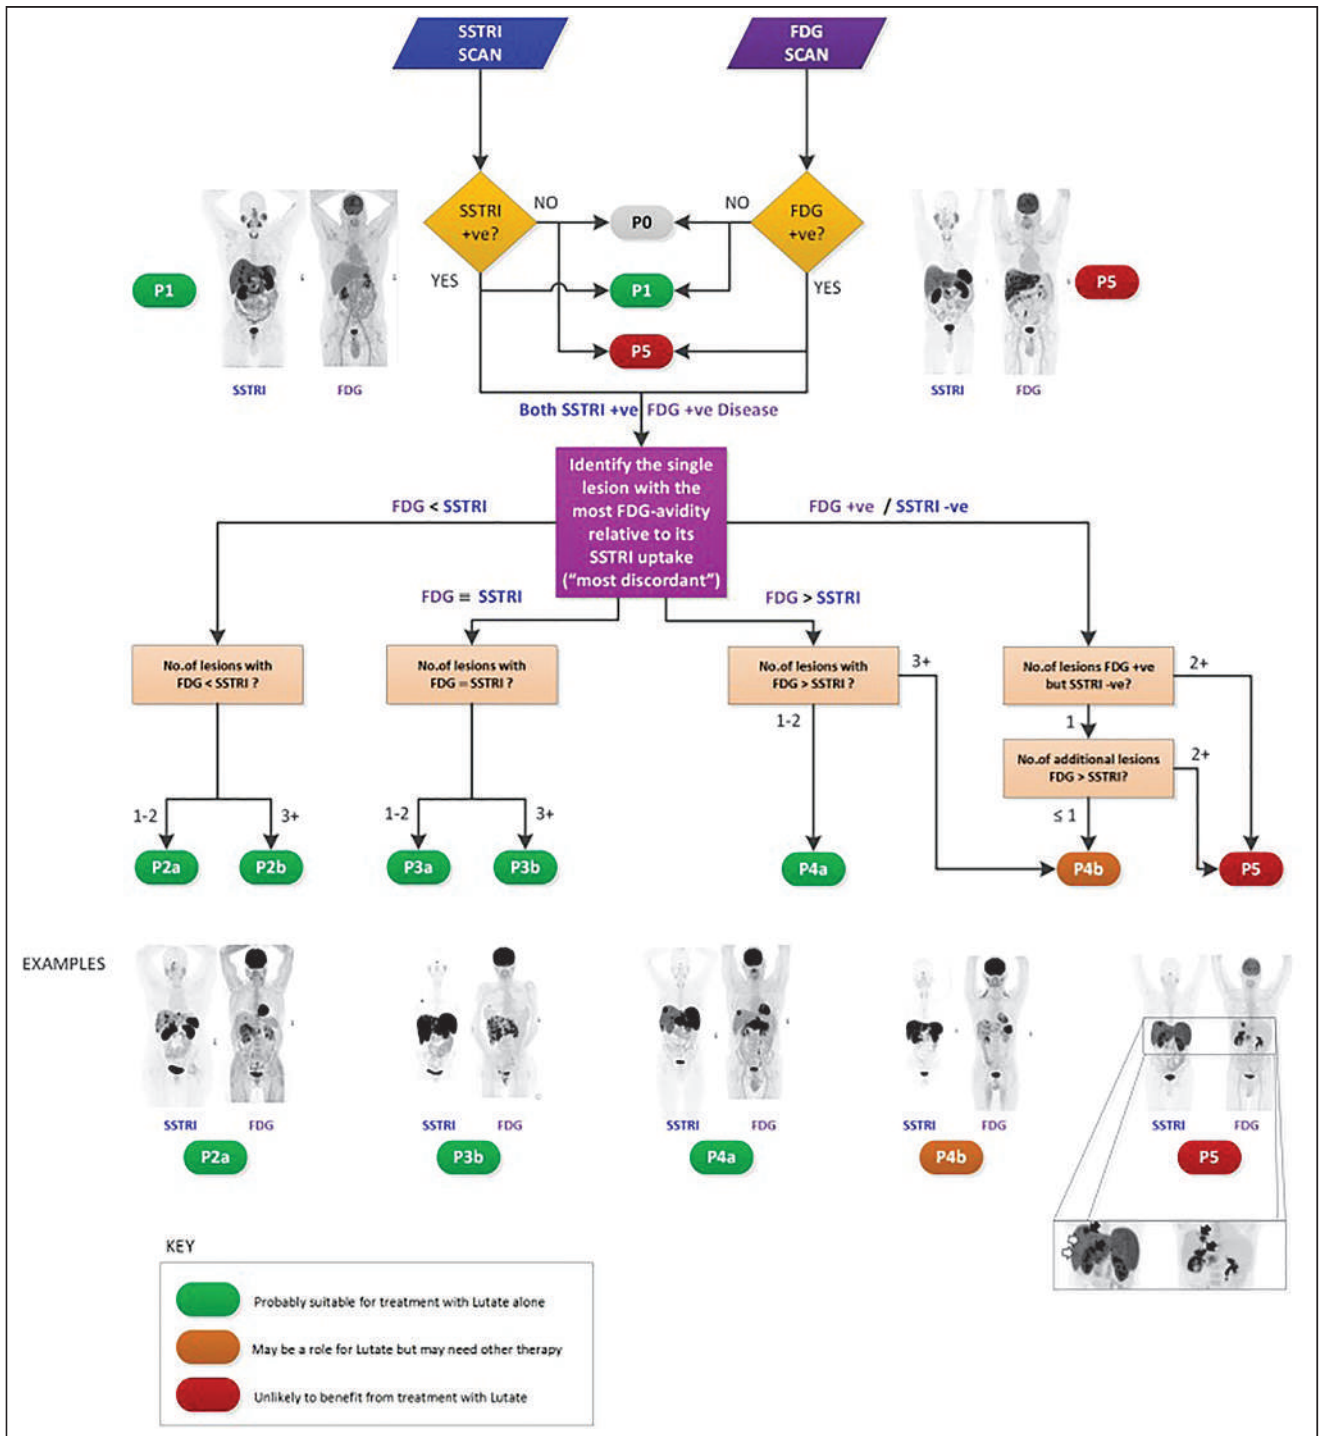 SSTRI
SCAN
FDG
SCAN
SSTRI
+ve?
NO
P0
NO
FDG
+ve?
YES
P1
YES
P5
P1
SSTRI
FDG
P5
SSTRI
FDG
Both SSTRI +ve FDG +ve Disease
Identify the single
lesion with the
most FDG-avidity
relative to its
SSTRI uptake
("most discordant")
FDG < SSTRI
FDG +ve / SSTRI -ve
FDG ≡ SSTRI
FDG > SSTRI
No.of lesions with
FDG < SSTRI ?
No.of lesions with
FDG = SSTRI ?
No.of lesions with
FDG > SSTRI ?
3+
No.of lesions FDG +ve
but SSTRI -ve?
2+
1-2
1
No.of additional lesions
FDG > SSTRI?
2+
1-2
3+
1-2
3+
≤ 1
P2a
P2b
P3a
P3b
P4a
P4b
P5
EXAMPLES
SSTRI
FDG
P2a
SSTRI
FDG
P3b
SSTRI
FDG
P4a
SSTRI
FDG
P4b
SSTRI
FDG
P5
KEY
Probably suitable for treatment with Lutate alone
May be a role for Lutate but may need other therapy
Unlikely to benefit from treatment with Lutate